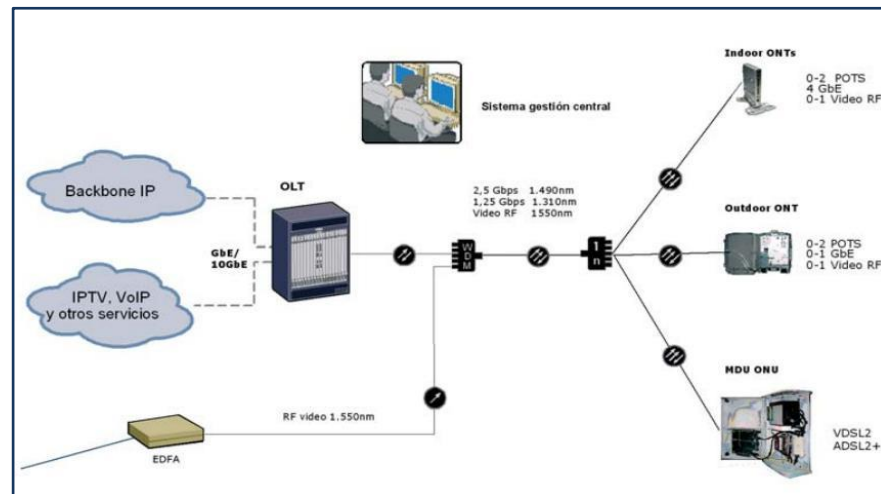 Indoor ONTs
0-2 POTS
4 GbE
0-1 Video RF
Sistema gestión central
Backbone IP
OLT
2,5 Gbps 1.490nm
1,25 Gbps 1.310nm
Video RF 1550nm
GbE/
10GbE
WDM
1
n
Outdoor ONT
0-2 POTS
0-1 GbE
0-1 Video RF
IPTV, VoIP
y otros servicios
MDU ONU
RF video 1.550nm
VDSL2
ADSL2+
EDFA